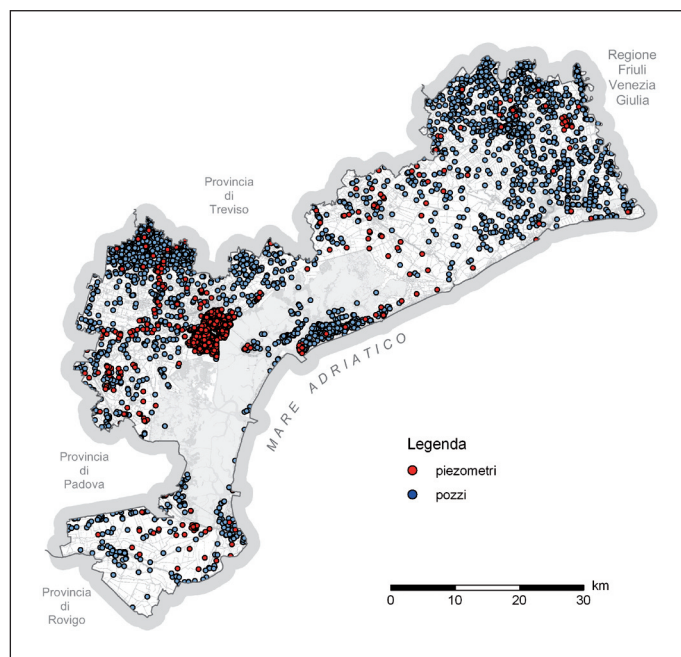 Regione
Friuli
Venezia
Giulia
Provincia
di
Treviso
MARE ADRIATICO
Legenda
piezometri
pozzi
Provincia
di
Padova
Provincia
di
Rovigo
km
0 10 20 30